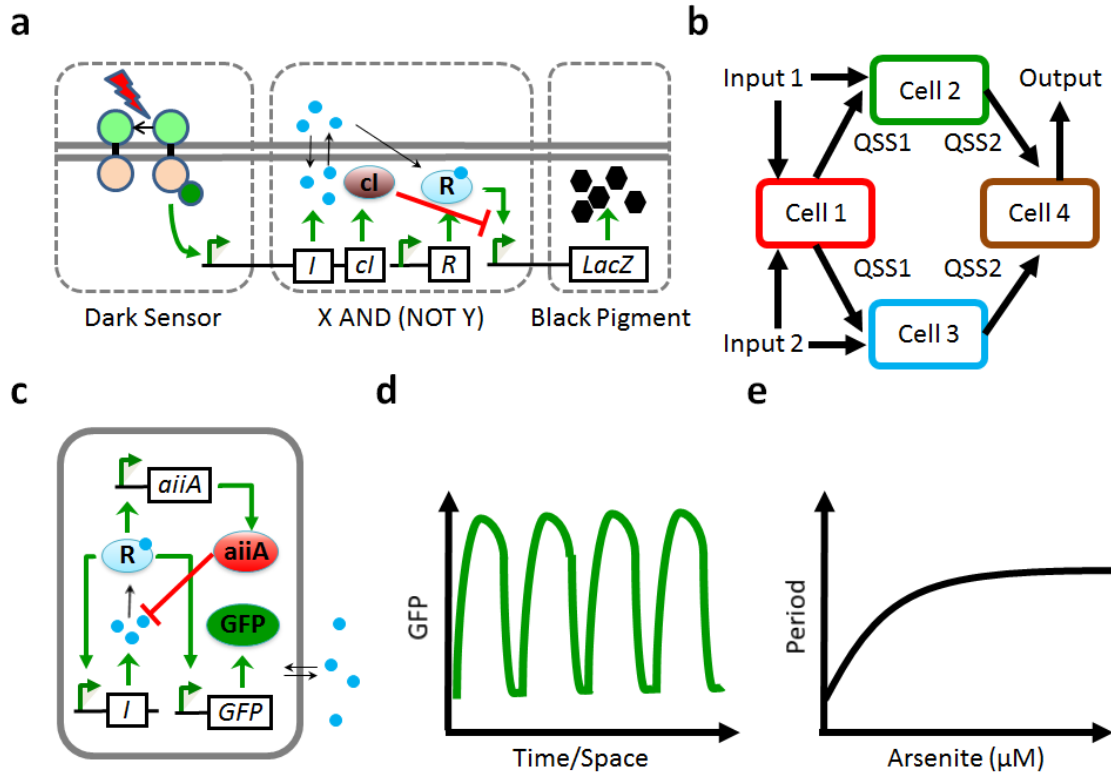 a
cI
R
I
cI
R
LacZ
Dark Sensor
X AND (NOT Y)
Black Pigment
b
Input 1
Cell 2
Output
QSS1
QSS2
Cell 1
Cell 4
QSS1
QSS2
Input 2
Cell 3
c
aiiA
R
aiiA
GFP
I
GFP
d
GFP
Time/Space
e
Period
Arsenite (μM)